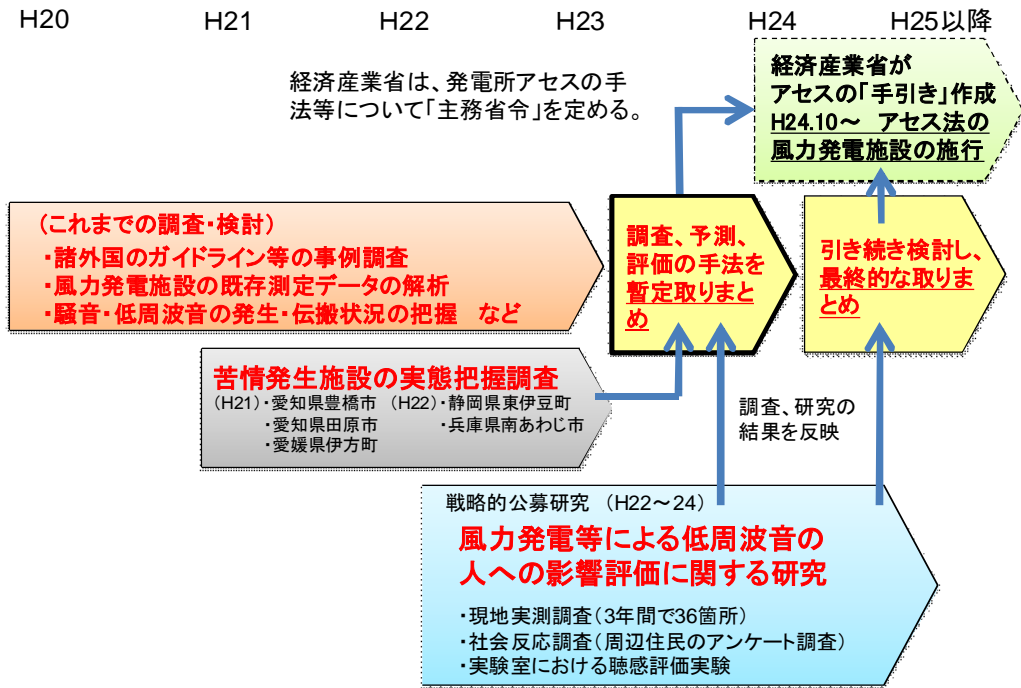 H20 H21 H22 H23 H24 H25以降
経済産業省は、発電所アセスの手
法等について「主務省令」を定める。
経済産業省が
アセスの「手引き」作成
H24.10～ アセス法の
風力発電施設の施行
(これまでの調査・検討)
・諸外国のガイドライン等の事例調査
・風力発電施設の既存測定データの解析
・騒音・低周波音の発生・伝搬状況の把握 など
調査、予測、
評価の手法を
暫定取りまと
め
引き続き検討し、
最終的な取りま
とめ
苦情発生施設の実態把握調査
(H21)・愛知県豊橋市 (H22)・静岡県東伊豆町
・愛知県田原市 ・兵庫県南あわじ市
・愛媛県伊方町
調査、研究の
結果を反映
戦略的公募研究 (H22～24)
風力発電等による低周波音の
人への影響評価に関する研究
・現地実測調査(3年間で36箇所)
・社会反応調査(周辺住民のアンケート調査)
・実験室における聴感評価実験